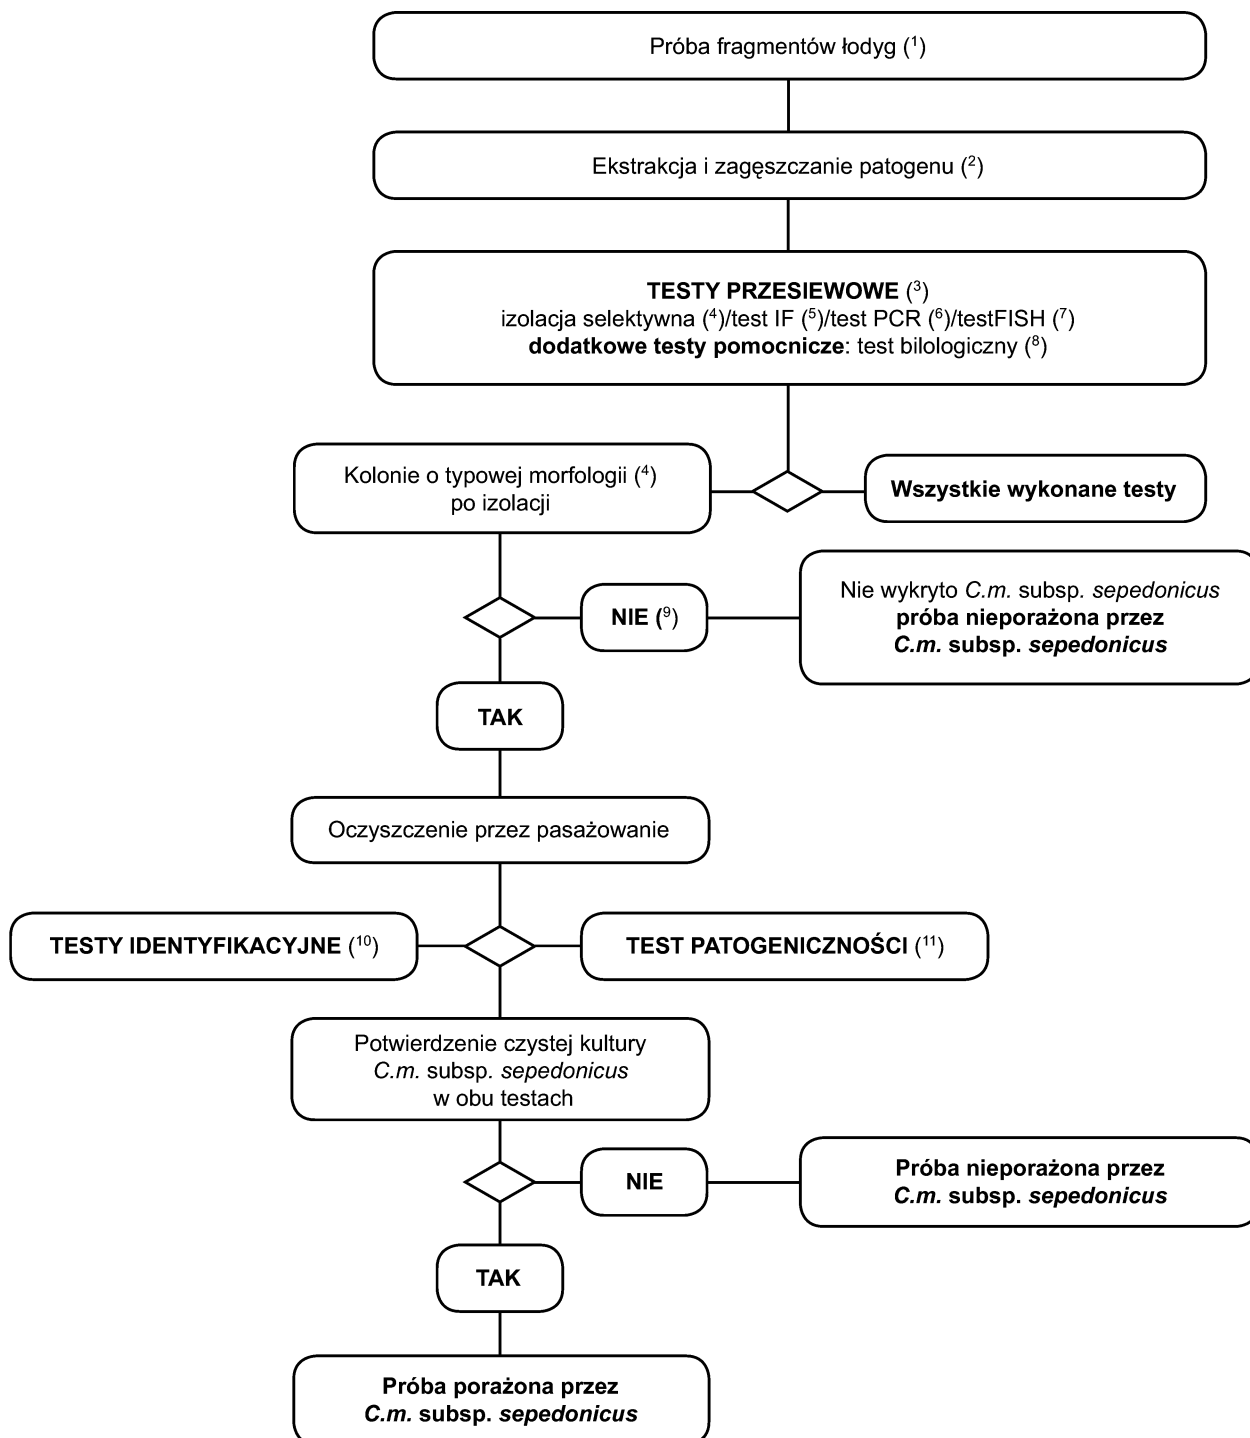 Próba fragmentów łodyg (¹)
Ekstrakcja i zagęszczanie patogenu (²)
TESTY PRZESIEWOWE (³)
izolacja selektywna (⁴)/test IF (⁵)/test PCR (⁶)/testFISH (⁷)
dodatkowe testy pomocnicze: test bilologiczny (⁸)
Kolonie o typowej morfologii (⁴)
po izolacji
Wszystkie wykonane testy
NIE (⁹)
Nie wykryto C.m. subsp. sepedonicus
próba nieporażona przez
C.m. subsp. sepedonicus
TAK
Oczyszczenie przez pasażowanie
TESTY IDENTYFIKACYJNE (¹⁰)
TEST PATOGENICZNOŚCI (¹¹)
Potwierdzenie czystej kultury
C.m. subsp. sepedonicus
w obu testach
NIE
Próba nieporażona przez
C.m. subsp. sepedonicus
TAK
Próba porażona przez
C.m. subsp. sepedonicus